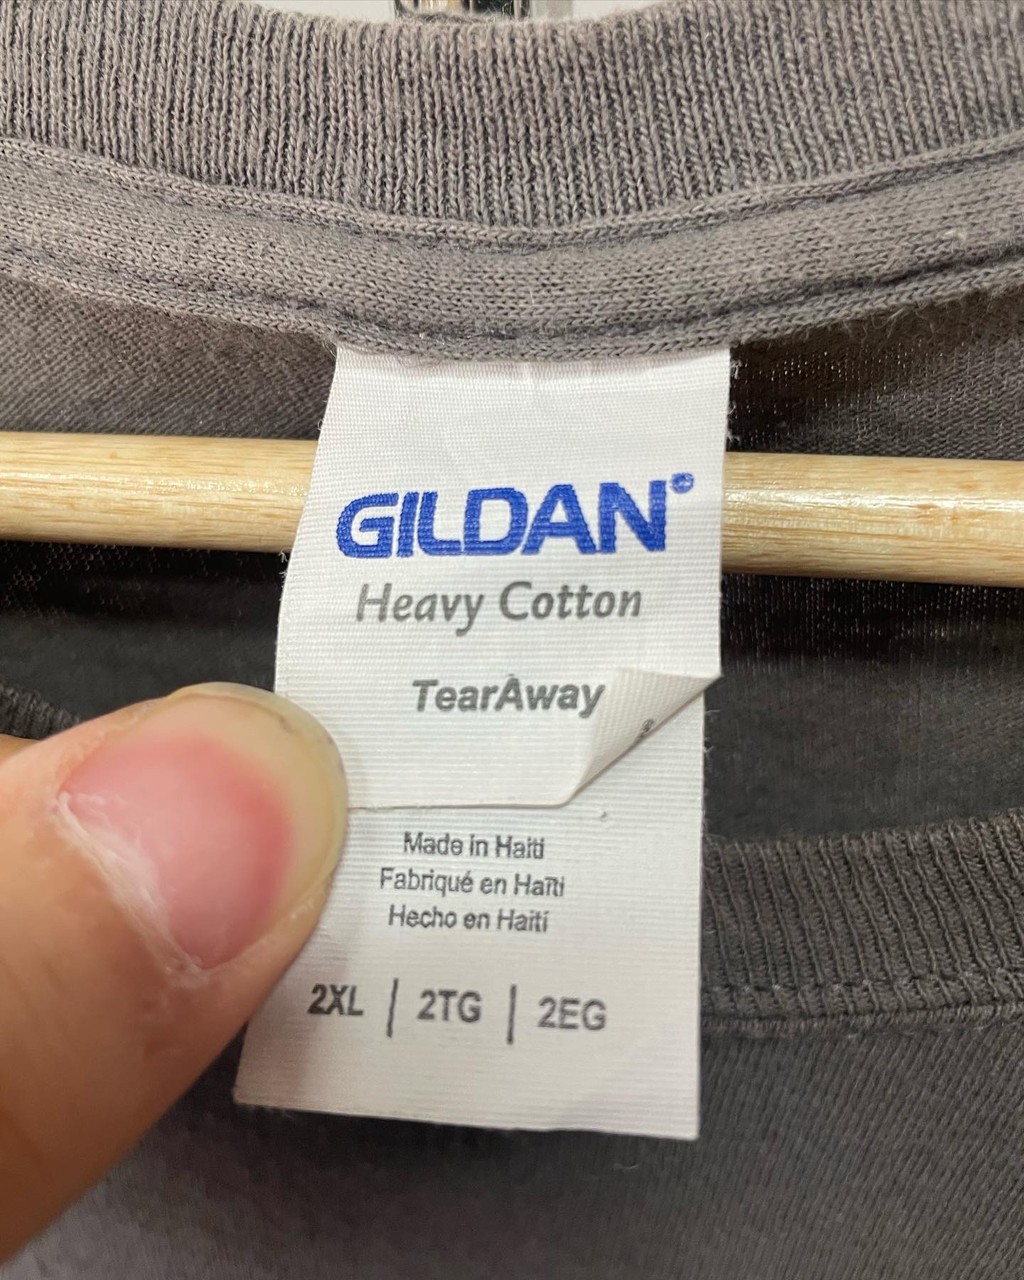 GILDAN©
Heavy Cotton
TearAway
Made in Haiti
Fabriqué en Haïti
Hecho en Haití
2XL | 2TG | 2EG